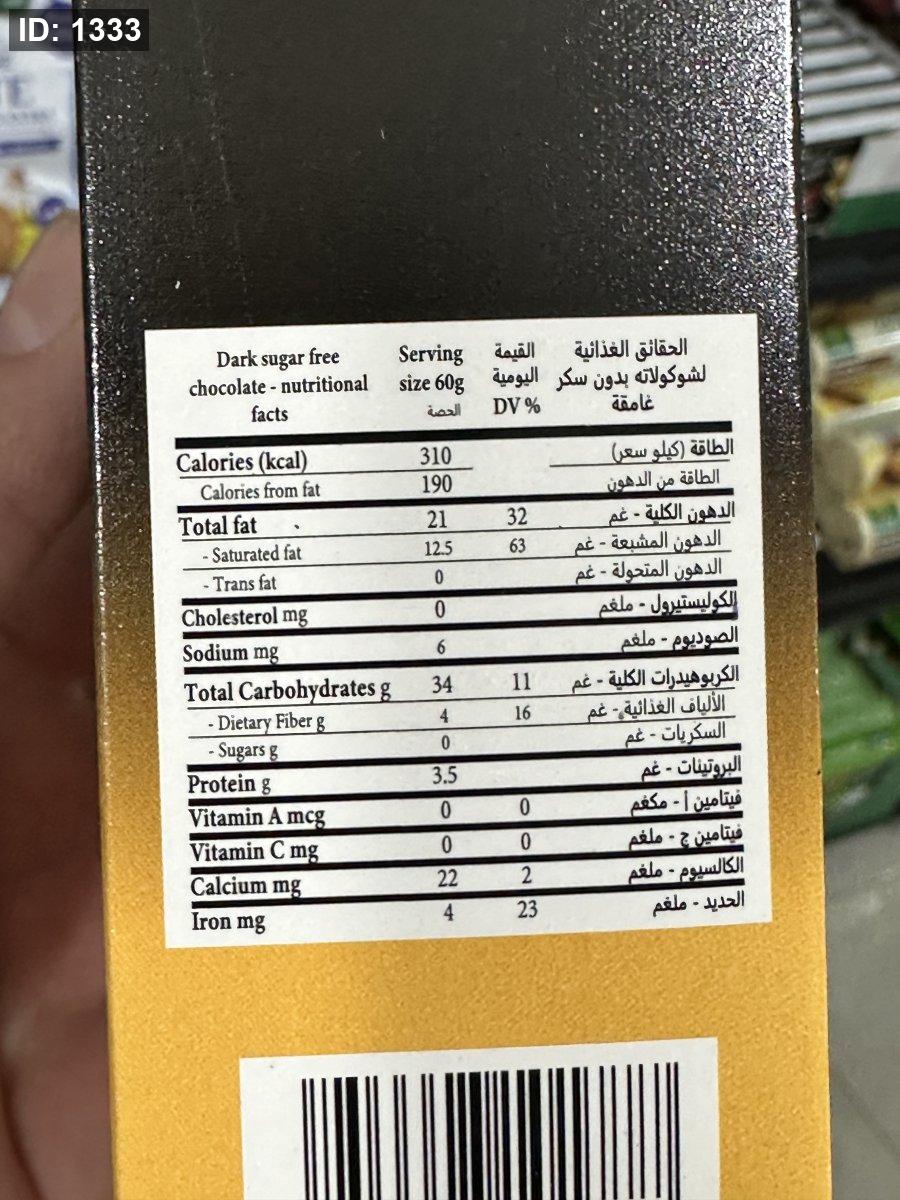 ID: 1333
Dark sugar free
chocolate - nutritional
facts
Serving
size 60g
الحصة
القيمة
اليومية
DV %
الحقائق الغذائية
لشوكولاته بدون سكر
غامقة
Calories (kcal) 310 الطاقة (كيلو سعر)
Calories from fat 190 الطاقة من الدهون
Total fat 21 32 الدهون الكلية - غم
- Saturated fat 12.5 63 الدهون المشبعة - غم
- Trans fat 0 الدهون المتحولة - غم
Cholesterol mg 0 الكوليستيرول - ملغم
Sodium mg 6 الصوديوم - ملغم
Total Carbohydrates g 34 11 الكربوهيدرات الكلية - غم
- Dietary Fiber g 4 16 الألياف الغذائية - غم
- Sugars g 0 السكريات - غم
Protein g 3.5 البروتينات - غم
Vitamin A mcg 0 0 فيتامين أ - مكغم
Vitamin C mg 0 0 فيتامين ج - ملغم
Calcium mg 22 2 الكالسيوم - ملغم
Iron mg 4 23 الحديد - ملغم